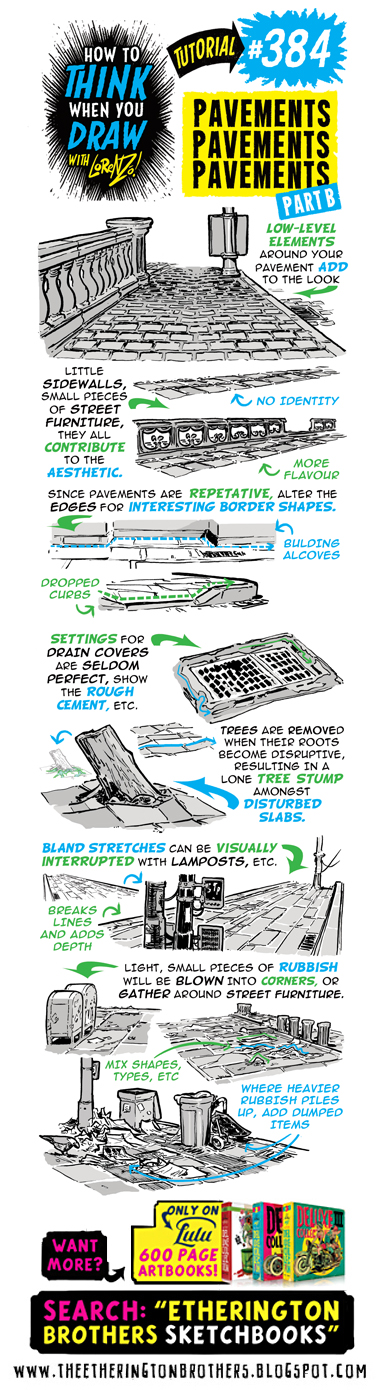 HOW TO
THINK
WHEN YOU
DRAW
WITH LORENZO!
TUTORIAL
#384
PAVEMENTS
PAVEMENTS
PAVEMENTS
PART B
LOW-LEVEL
ELEMENTS
AROUND YOUR
PAVEMENT ADD
TO THE LOOK
LITTLE
SIDEWALLS,
SMALL PIECES
OF STREET
FURNITURE,
THEY ALL
CONTRIBUTE
TO THE
AESTHETIC.
NO IDENTITY
MORE
FLAVOUR
SINCE PAVEMENTS ARE REPETATIVE, ALTER THE
EDGES FOR INTERESTING BORDER SHAPES.
BULDING
ALCOVES
DROPPED
CURBS
SETTINGS FOR
DRAIN COVERS
ARE SELDOM
PERFECT, SHOW
THE ROUGH
CEMENT, ETC.
TREES ARE REMOVED
WHEN THEIR ROOTS
BECOME DISRUPTIVE,
RESULTING IN A
LONE TREE STUMP
AMONGST
DISTURBED
SLABS.
BLAND STRETCHES CAN BE VISUALLY
INTERRUPTED WITH LAMPOSTS, ETC.
BREAKS
LINES
AND ADDS
DEPTH
LIGHT, SMALL PIECES OF RUBBISH
WILL BE BLOWN INTO CORNERS, OR
GATHER AROUND STREET FURNITURE.
MIX SHAPES,
TYPES, ETC
WHERE HEAVIER
RUBBISH PILES
UP, ADD DUMPED
ITEMS
WANT
MORE?
ONLY ON
Lulu
600 PAGE
ARTBOOKS!
DELUXE III
SEARCH: "ETHERINGTON
BROTHERS SKETCHBOOKS"
WWW.THEETHERINGTONBROTHERS.BLOGSPOT.COM